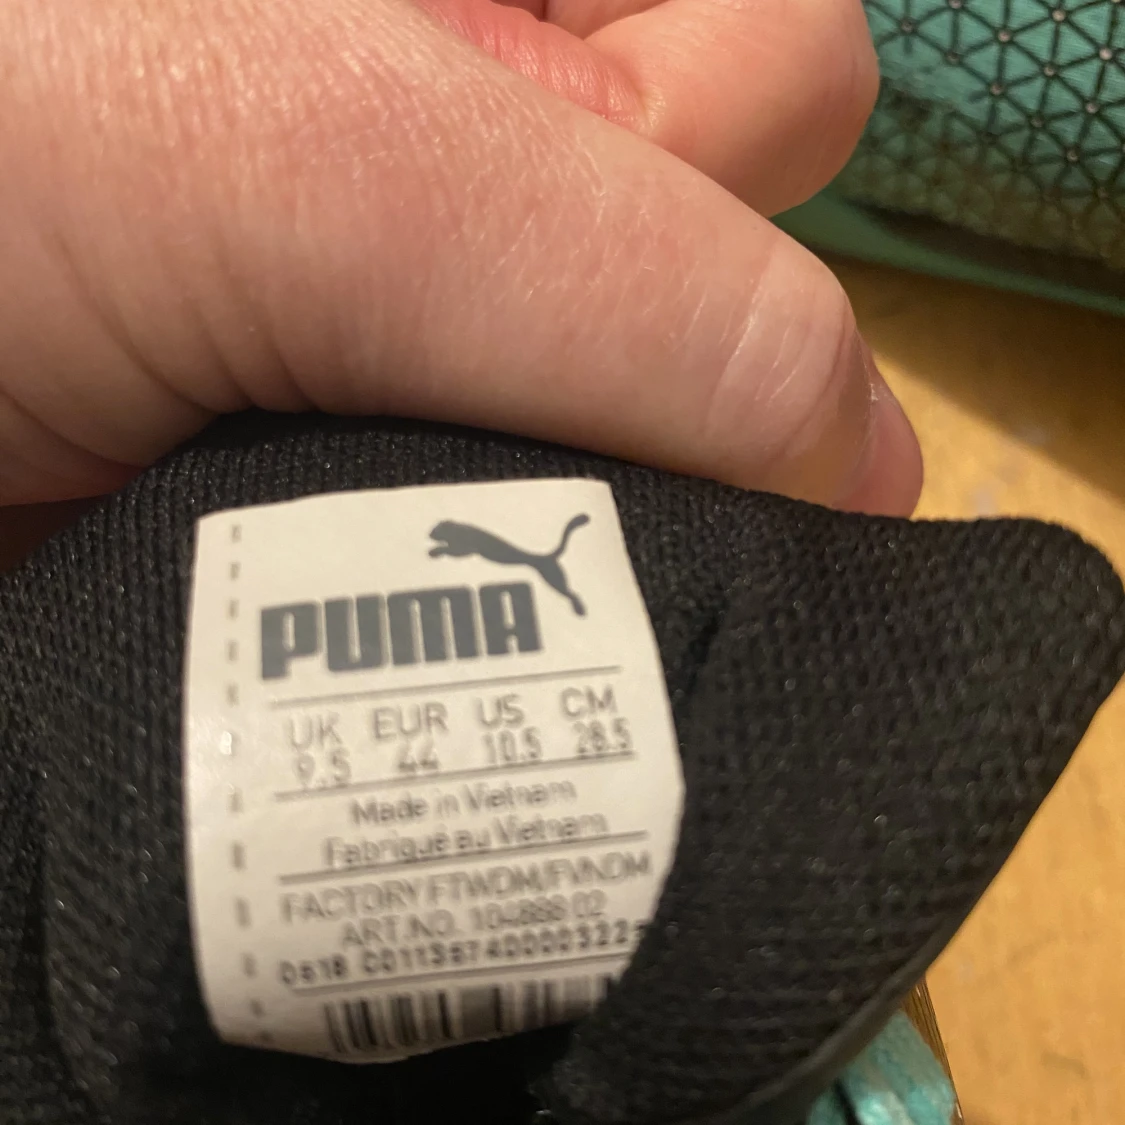 PUMA
UK EUR US CM
9.5 44 10.5 28.5
Made in Vietnam
Fabriqué au Vietnam
FACTORY FTWDM/FVNDM
ART.NO. 02
0518